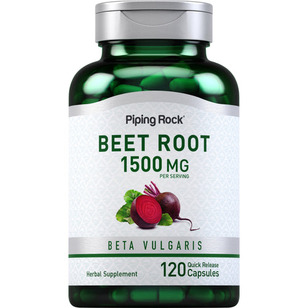 Piping Rock®
BEET ROOT
1500 MG
PER SERVING
BETA VULGARIS
Herbal Supplement
120 Quick Release
Capsules